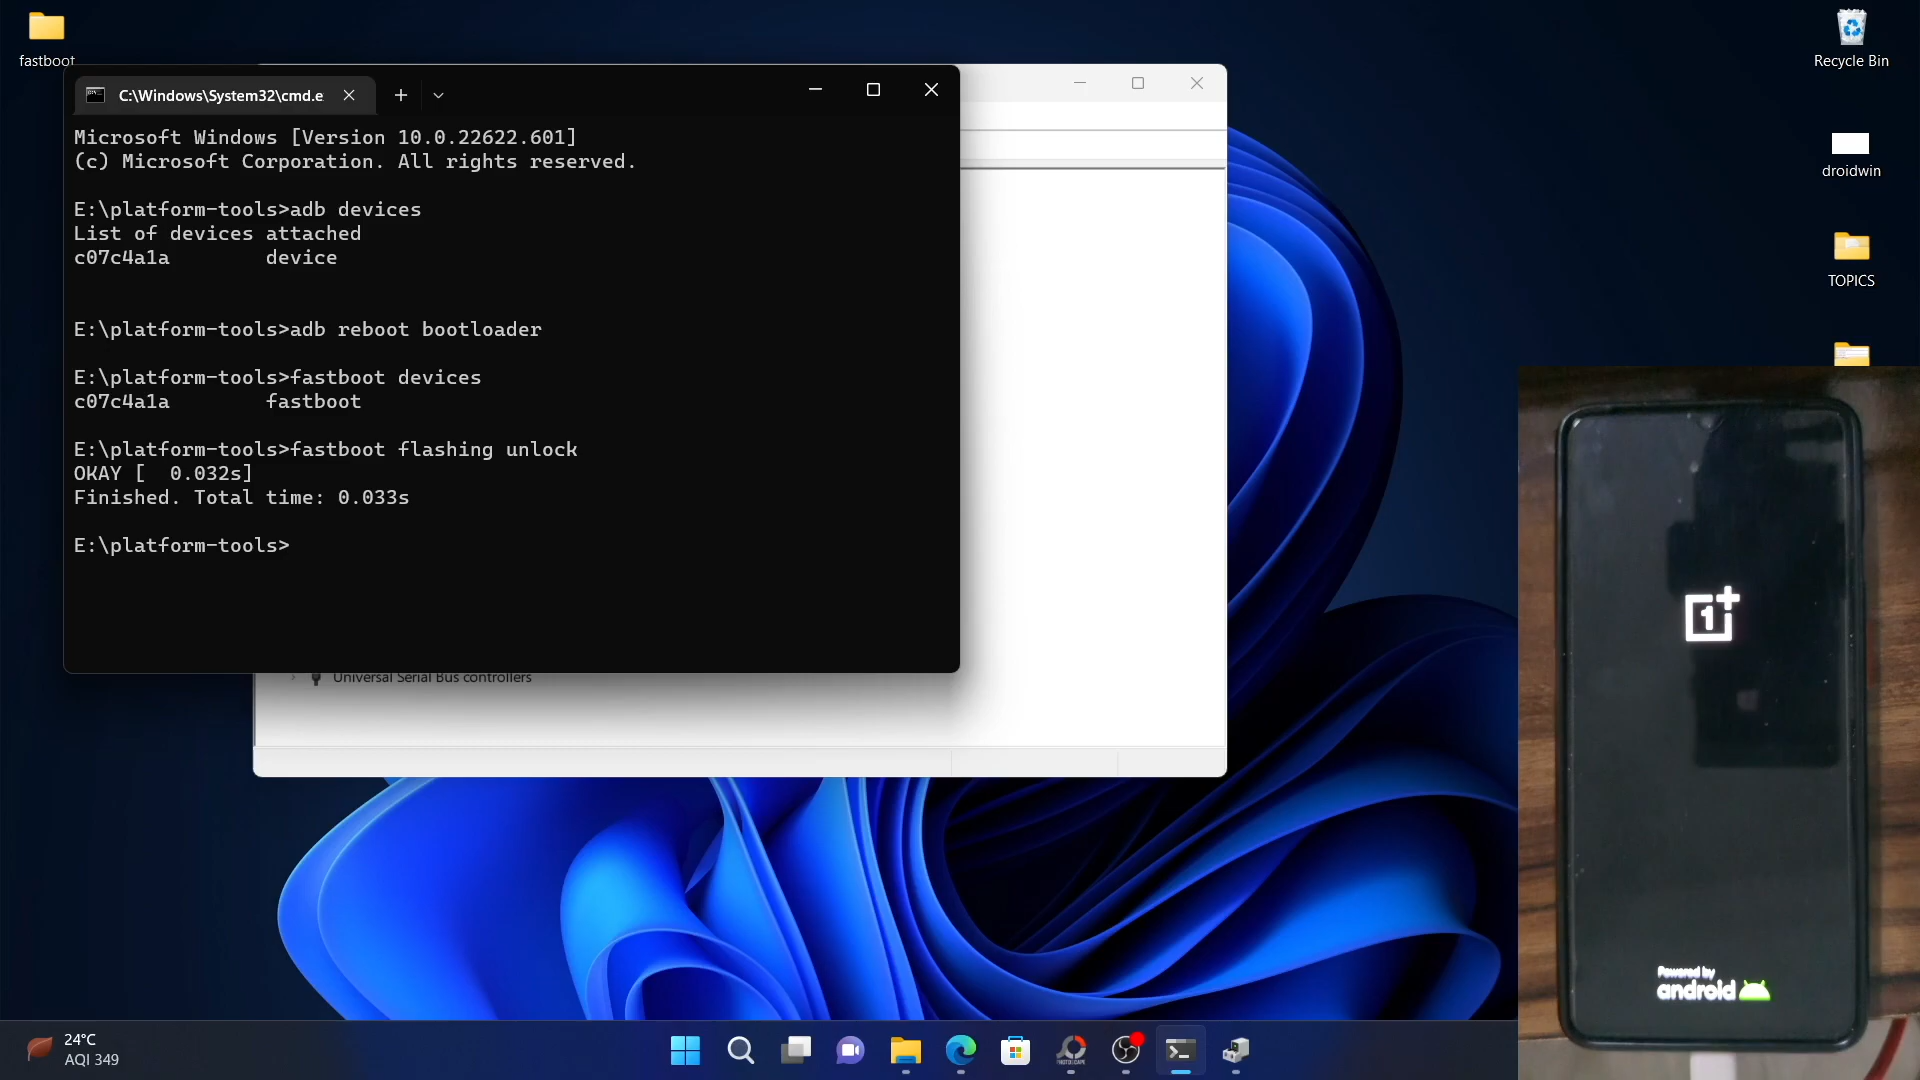 fastboot
Recycle Bin
droidwin
TOPICS
C:\Windows\System32\cmd.e
Microsoft Windows [Version 10.0.22622.601]
(c) Microsoft Corporation. All rights reserved.
E:\platform-tools>adb devices
List of devices attached
c07c4a1a        device
E:\platform-tools>adb reboot bootloader
E:\platform-tools>fastboot devices
c07c4a1a        fastboot
E:\platform-tools>fastboot flashing unlock
OKAY [  0.032s]
Finished. Total time: 0.033s
E:\platform-tools>
Universal Serial Bus controllers
1+
Powered by
android
24°C
AQI 349